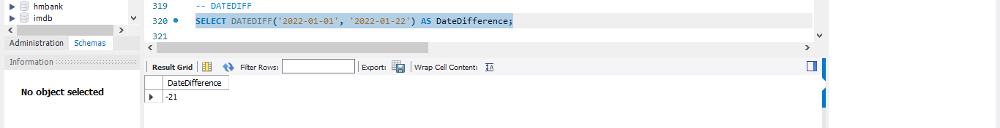 hmbank
imdb
Administration Schemas
Information
No object selected
319 -- DATEDIFF
320 SELECT DATEDIFF('2022-01-01', '2022-01-22') AS DateDifference;
321
Result Grid Filter Rows: Export: Wrap Cell Content: IA
DateDifference
-21